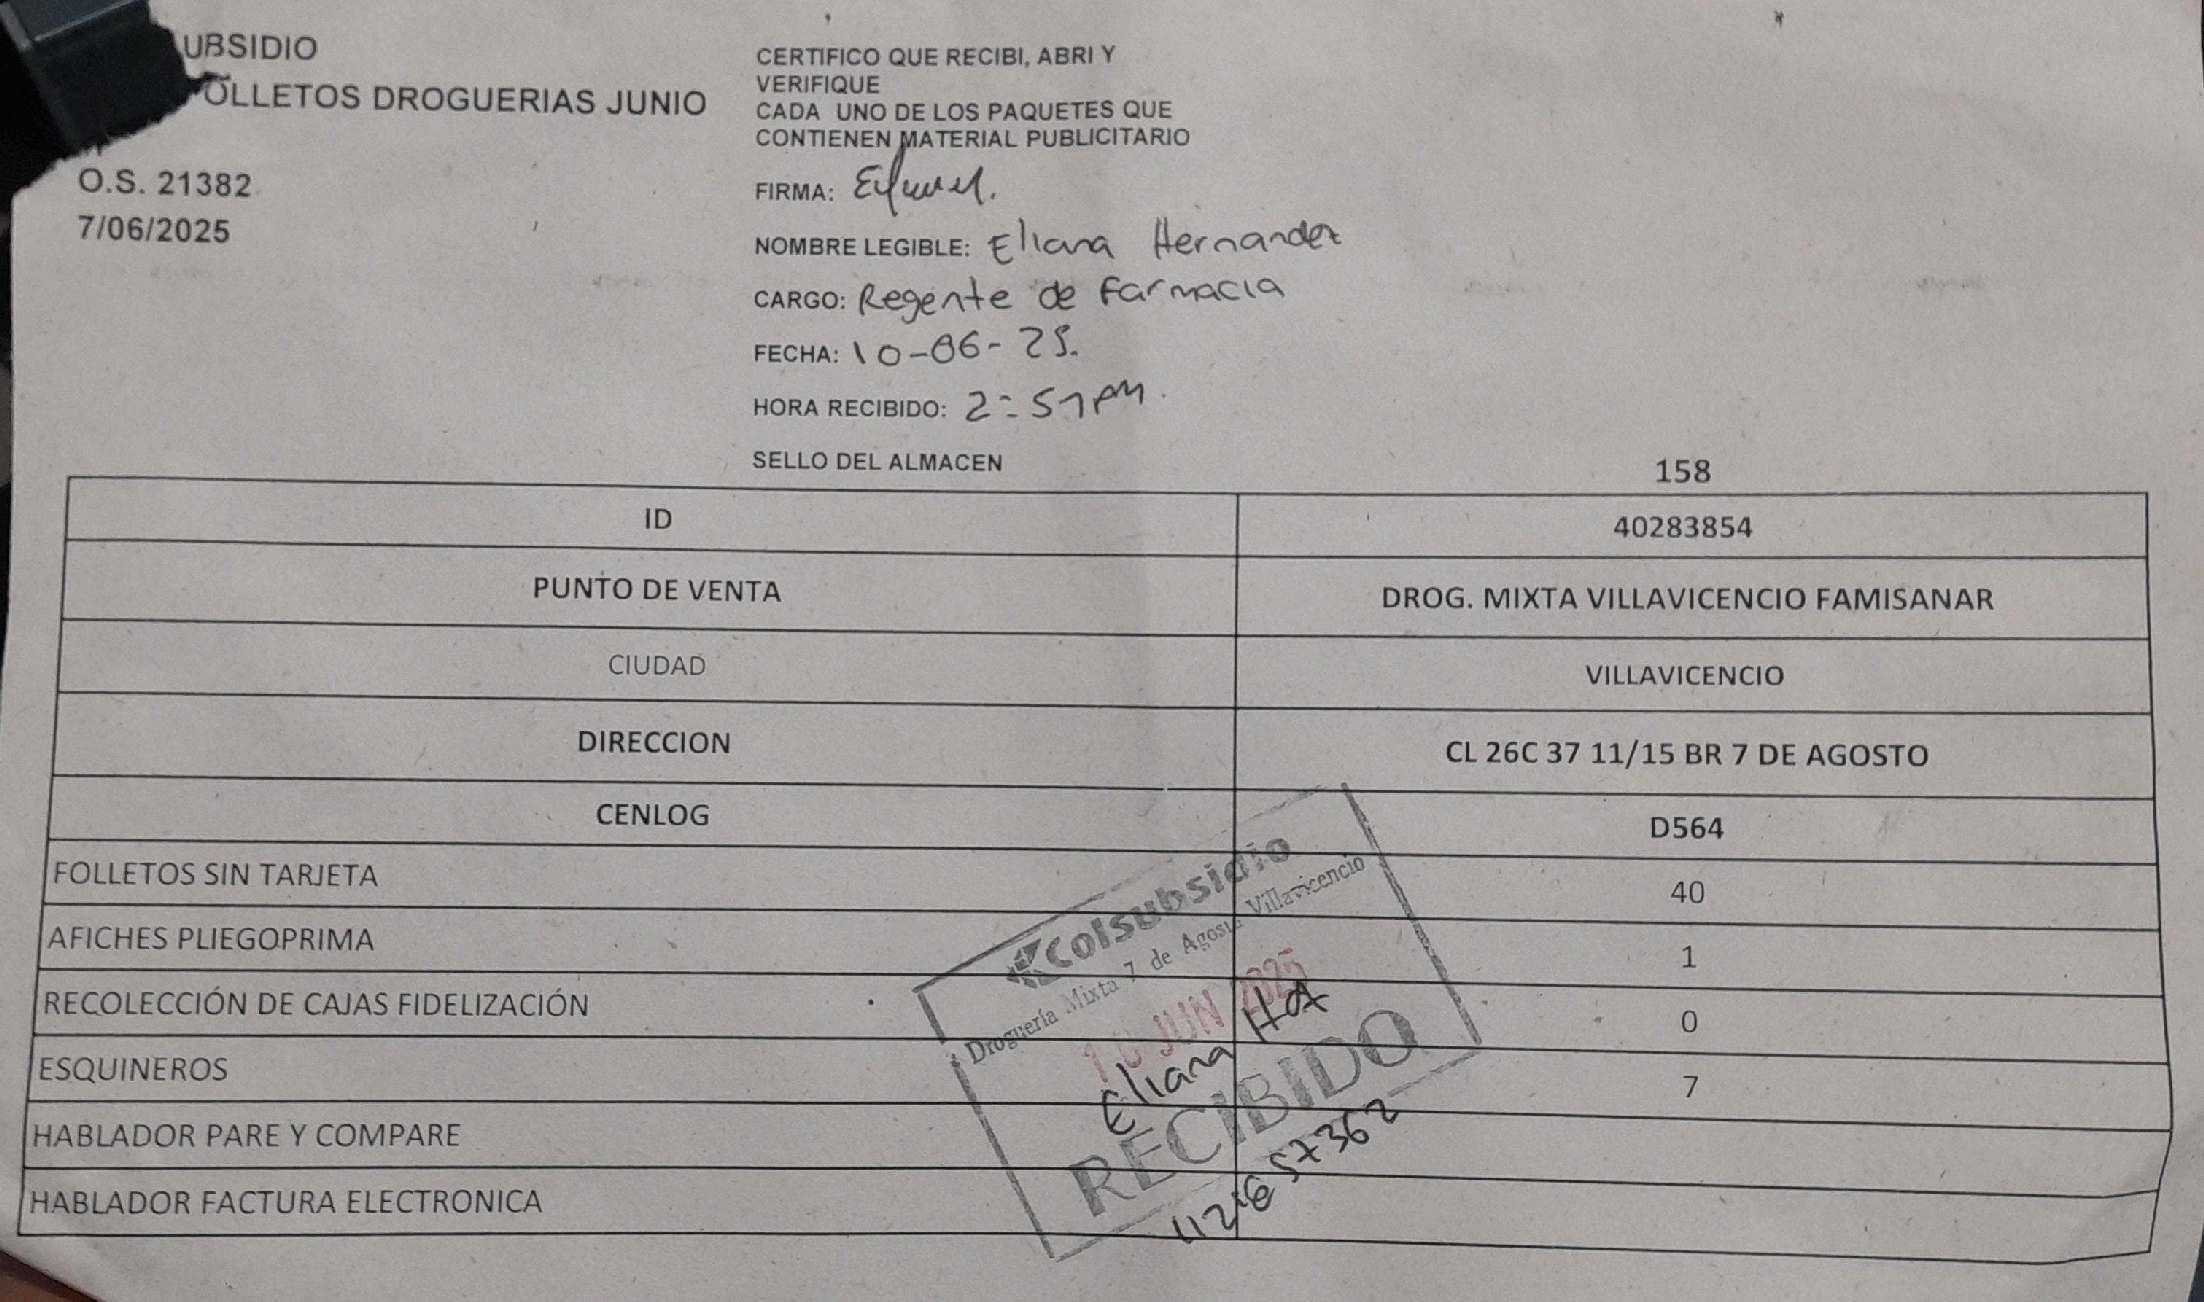 UBSIDIO
OLLETOS DROGUERIAS JUNIO
O.S. 21382
7/06/2025
CERTIFICO QUE RECIBI, ABRI Y
VERIFIQUE
CADA UNO DE LOS PAQUETES QUE
CONTIENEN MATERIAL PUBLICITARIO
FIRMA:
NOMBRE LEGIBLE: Eliana Hernandez
CARGO: Regente de Farmacia
FECHA: 10-06-25.
HORA RECIBIDO: 2:51 PM.
SELLO DEL ALMACEN
158
ID 40283854
PUNTO DE VENTA DROG. MIXTA VILLAVICENCIO FAMISANAR
CIUDAD VILLAVICENCIO
DIRECCION CL 26C 37 11/15 BR 7 DE AGOSTO
CENLOG D564
FOLLETOS SIN TARJETA 40
AFICHES PLIEGOPRIMA 1
RECOLECCIÓN DE CAJAS FIDELIZACIÓN 0
ESQUINEROS 7
HABLADOR PARE Y COMPARE
HABLADOR FACTURA ELECTRONICA
Colsubsidio
Droguería Mixta 7 de Agosto Villavicencio
10 JUN 2025
Eliana HA
RECIBIDO